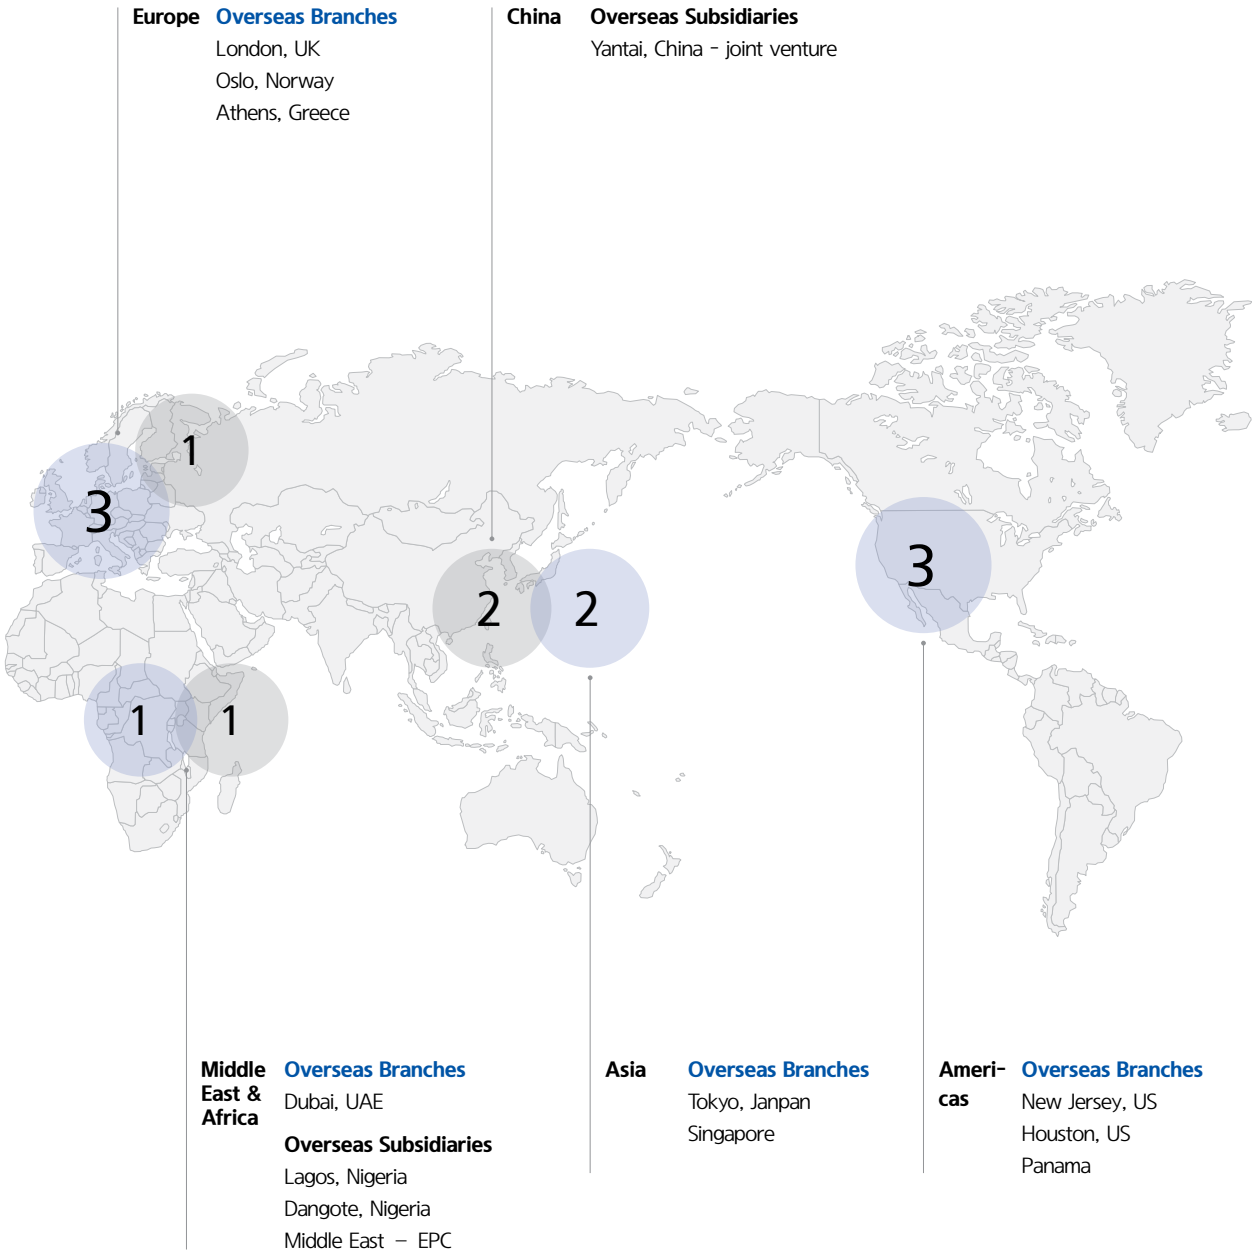 Europe
Overseas Branches
London, UK
Oslo, Norway
Athens, Greece
China
Overseas Subsidiaries
Yantai, China - joint venture
1
3
2
2
3
1
1
Middle
East &
Africa
Overseas Branches
Dubai, UAE
Overseas Subsidiaries
Lagos, Nigeria
Dangote, Nigeria
Middle East – EPC
Asia
Overseas Branches
Tokyo, Janpan
Singapore
Ameri-
cas
Overseas Branches
New Jersey, US
Houston, US
Panama